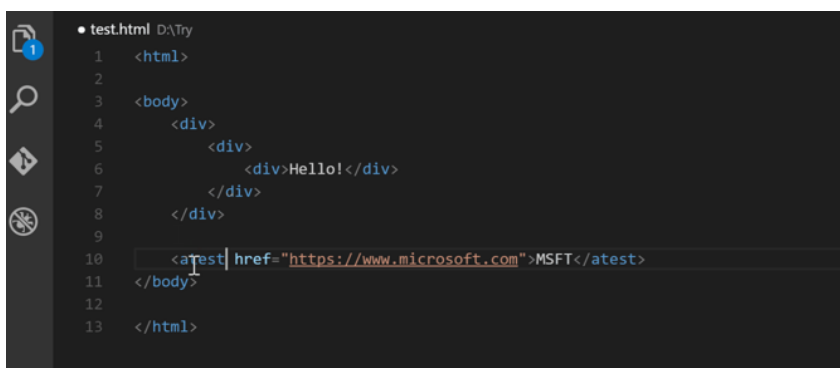 1
● test.html D:\Try
1 <html>
2
3 <body>
4     <div>
5         <div>
6             <div>Hello!</div>
7         </div>
8     </div>
9
10     <atest href="https://www.microsoft.com">MSFT</atest>
11 </body>
12
13 </html>